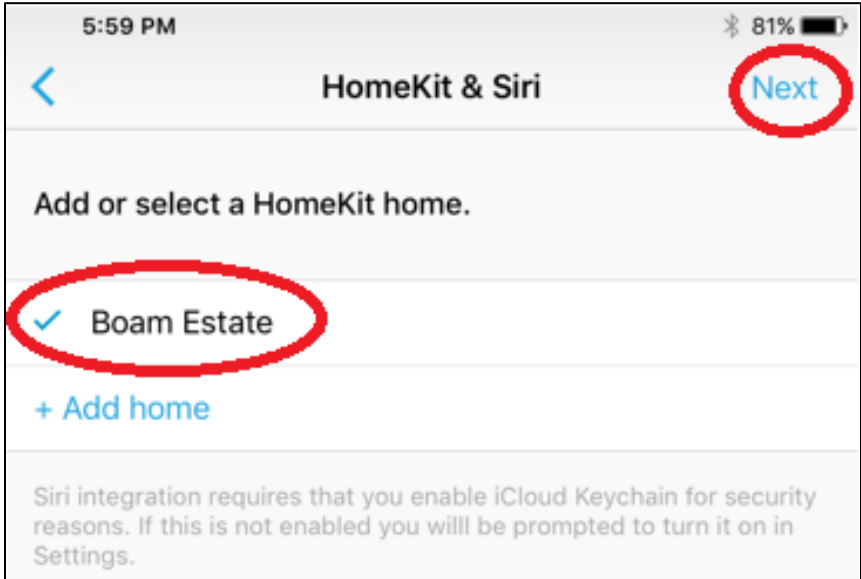 5:59 PM 81%
HomeKit & Siri Next
Add or select a HomeKit home.
Boam Estate
+ Add home
Siri integration requires that you enable iCloud Keychain for security
reasons. If this is not enabled you willl be prompted to turn it on in
Settings.